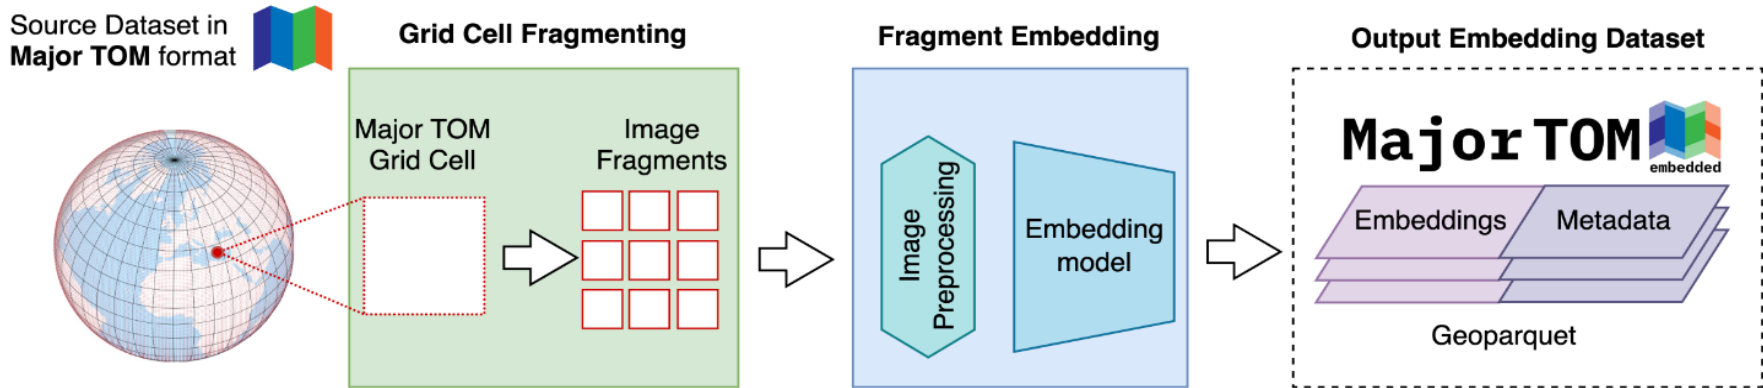 Source Dataset in
Major TOM format
Grid Cell Fragmenting
Major TOM
Grid Cell
Image
Fragments
Fragment Embedding
Image
Preprocessing
Embedding
model
Output Embedding Dataset
Major TOM
embedded
Embeddings
Metadata
Geoparquet